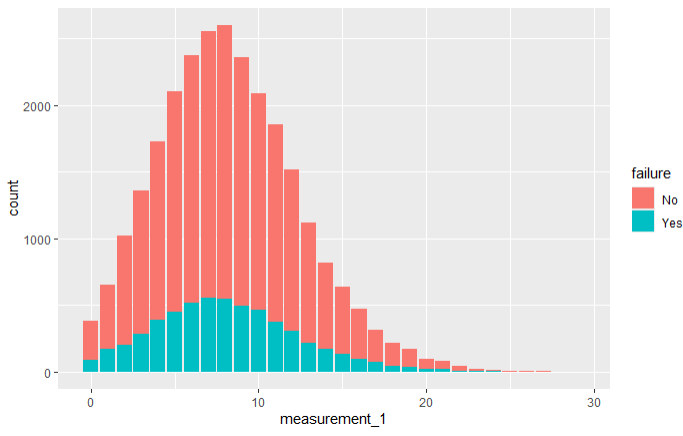 2000
1000
0
count
0
10
20
30
measurement_1
failure
No
Yes